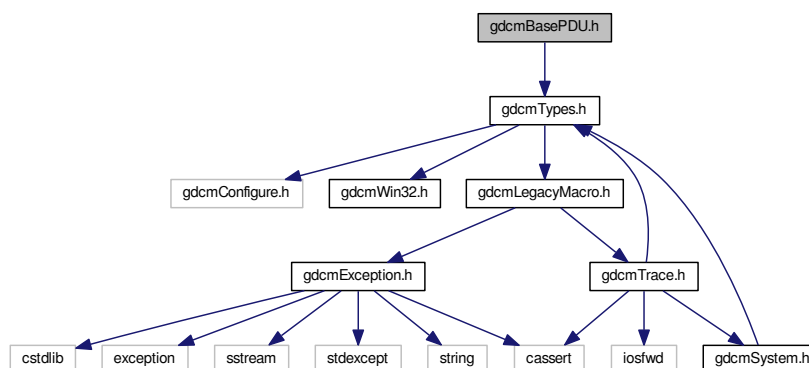 gdcmBasePDU.h
gdcmTypes.h
gdcmConfigure.h
gdcmWin32.h
gdcmLegacyMacro.h
gdcmException.h
gdcmTrace.h
cstdlib
exception
sstream
stdexcept
string
cassert
iosfwd
gdcmSystem.h